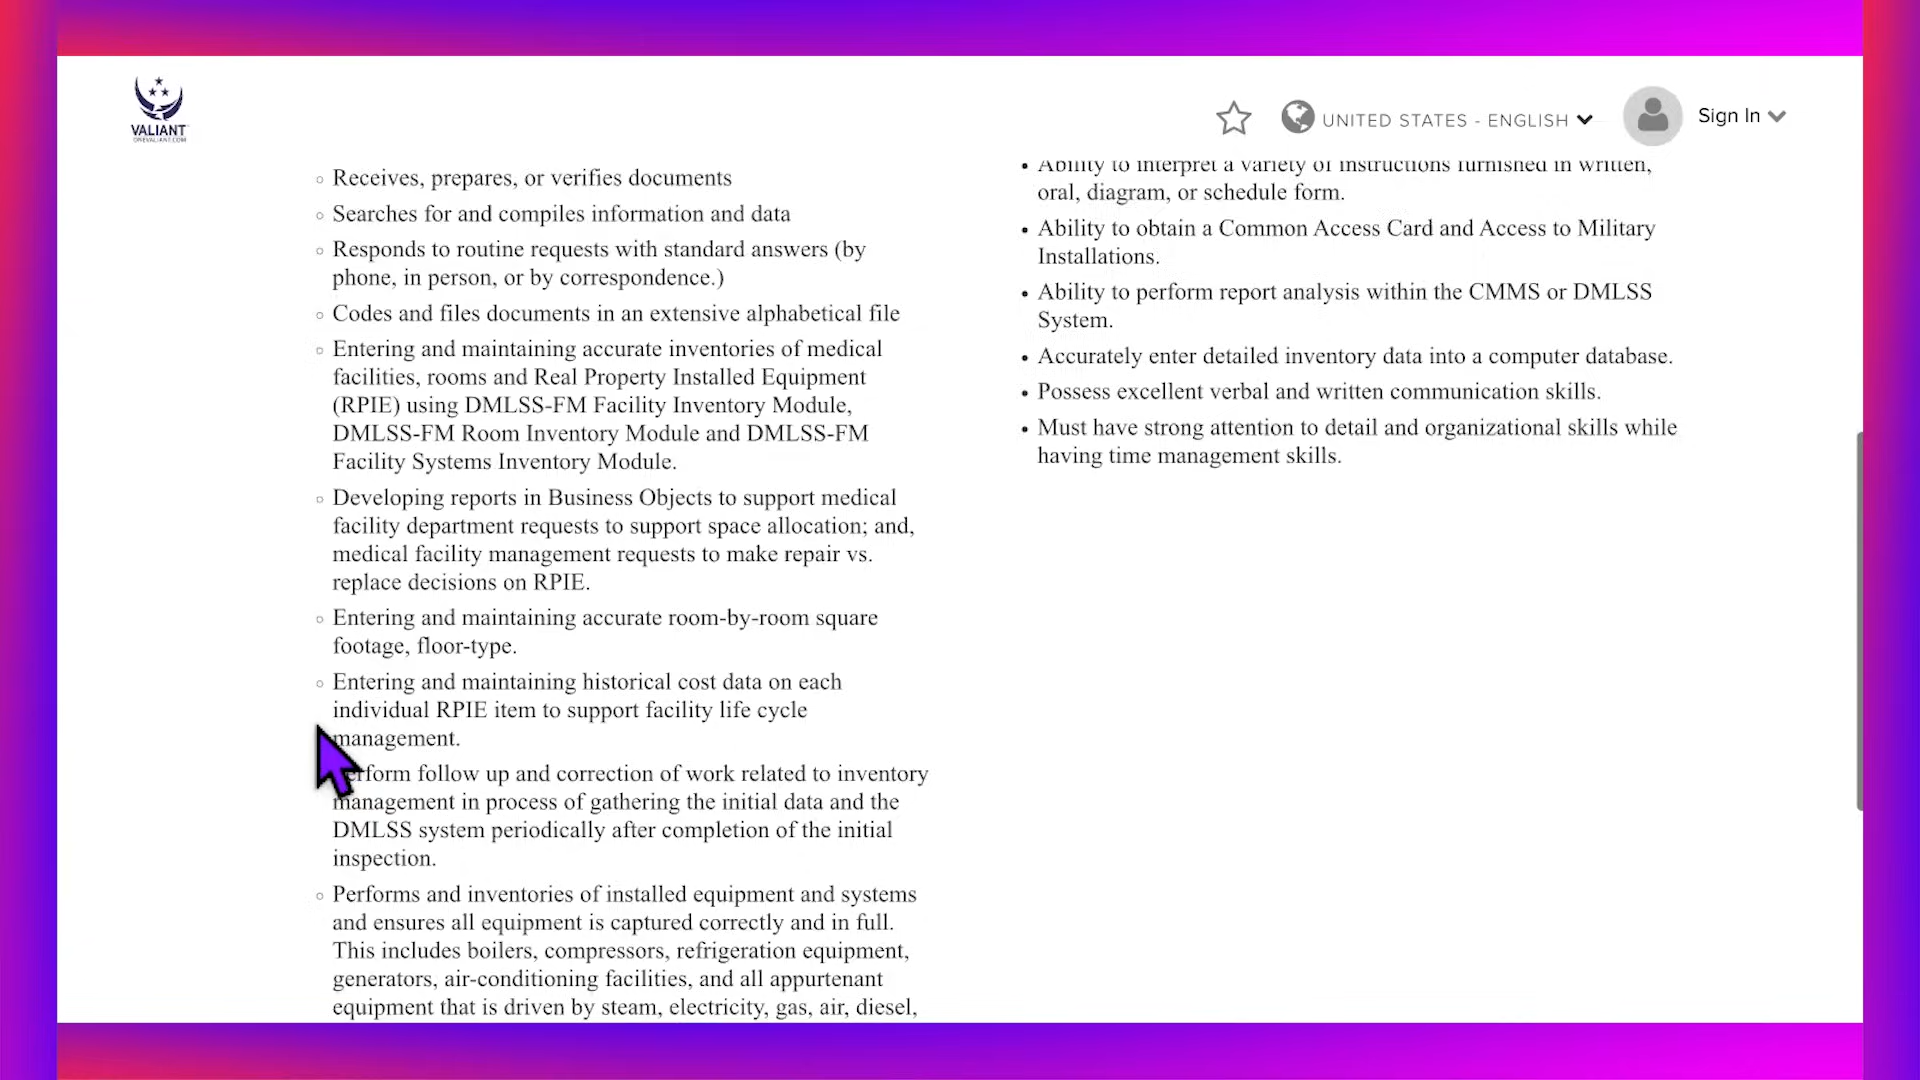 VALIANT
ONEVALIANT.COM
UNITED STATES - ENGLISH
Sign In
Receives, prepares, or verifies documents
Searches for and compiles information and data
Responds to routine requests with standard answers (by
phone, in person, or by correspondence.)
Codes and files documents in an extensive alphabetical file
Entering and maintaining accurate inventories of medical
facilities, rooms and Real Property Installed Equipment
(RPIE) using DMLSS-FM Facility Inventory Module,
DMLSS-FM Room Inventory Module and DMLSS-FM
Facility Systems Inventory Module.
Developing reports in Business Objects to support medical
facility department requests to support space allocation; and,
medical facility management requests to make repair vs.
replace decisions on RPIE.
Entering and maintaining accurate room-by-room square
footage, floor-type.
Entering and maintaining historical cost data on each
individual RPIE item to support facility life cycle
management.
Perform follow up and correction of work related to inventory
management in process of gathering the initial data and the
DMLSS system periodically after completion of the initial
inspection.
Performs and inventories of installed equipment and systems
and ensures all equipment is captured correctly and in full.
This includes boilers, compressors, refrigeration equipment,
generators, air-conditioning facilities, and all appurtenant
equipment that is driven by steam, electricity, gas, air, diesel,
Ability to interpret a variety of instructions furnished in written,
oral, diagram, or schedule form.
Ability to obtain a Common Access Card and Access to Military
Installations.
Ability to perform report analysis within the CMMS or DMLSS
System.
Accurately enter detailed inventory data into a computer database.
Possess excellent verbal and written communication skills.
Must have strong attention to detail and organizational skills while
having time management skills.